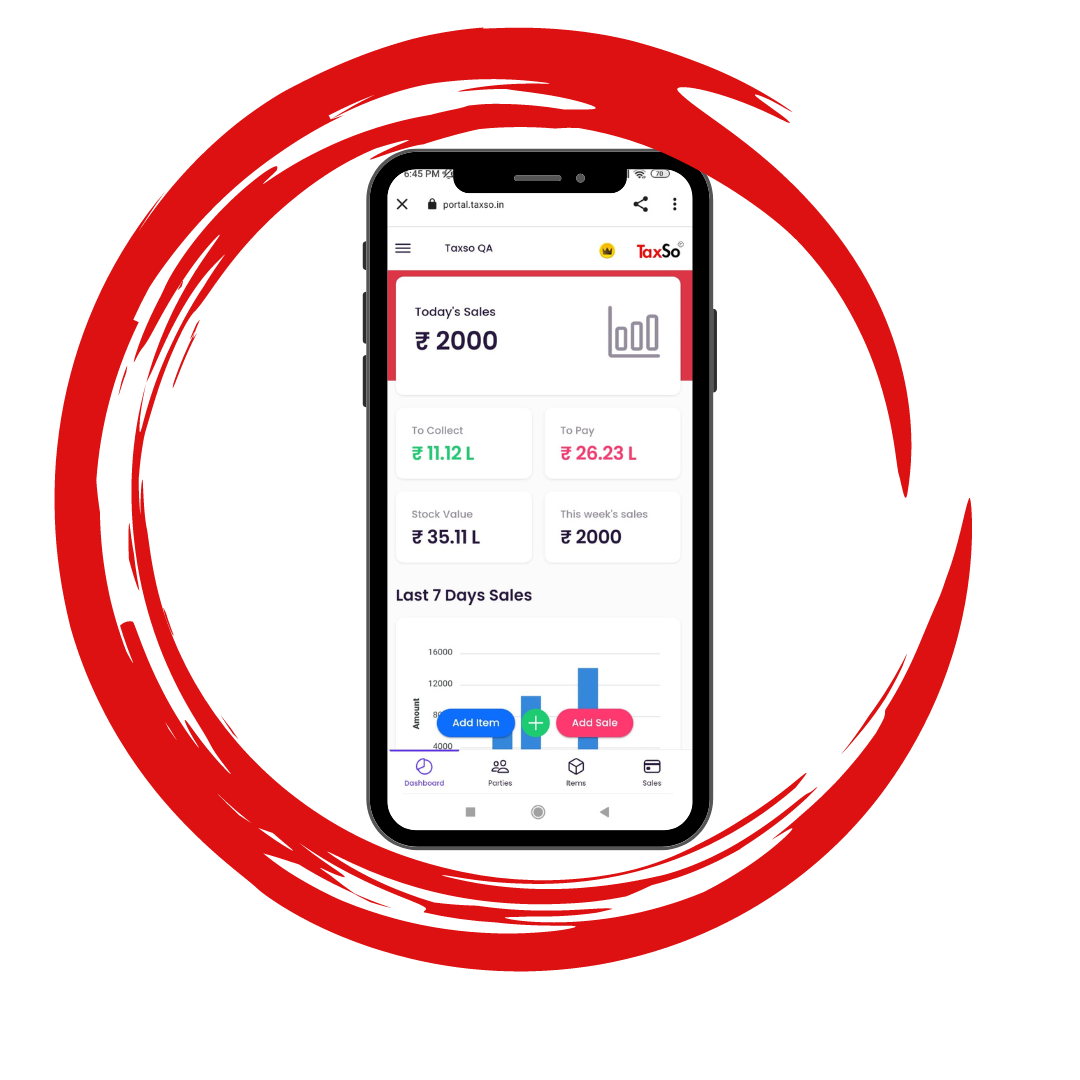 6:45 PM
70
portal.taxso.in
Taxso QA
TaxSo
Today's Sales
₹ 2000
To Collect
To Pay
₹ 11.12 L
₹ 26.23 L
Stock Value
This week's sales
₹ 35.11 L
₹ 2000
Last 7 Days Sales
16000
12000
Amount
Add Item
Add Sale
4000
Dashboard
Parties
Items
Sales